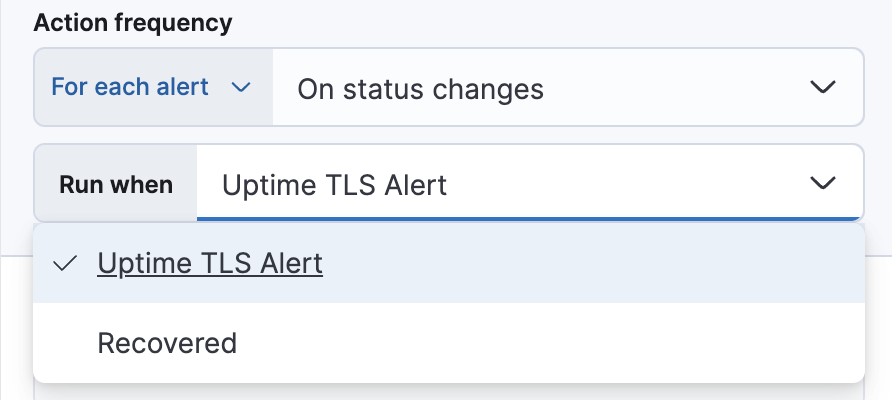 Action frequency
For each alert On status changes
Run when Uptime TLS Alert
Uptime TLS Alert
Recovered